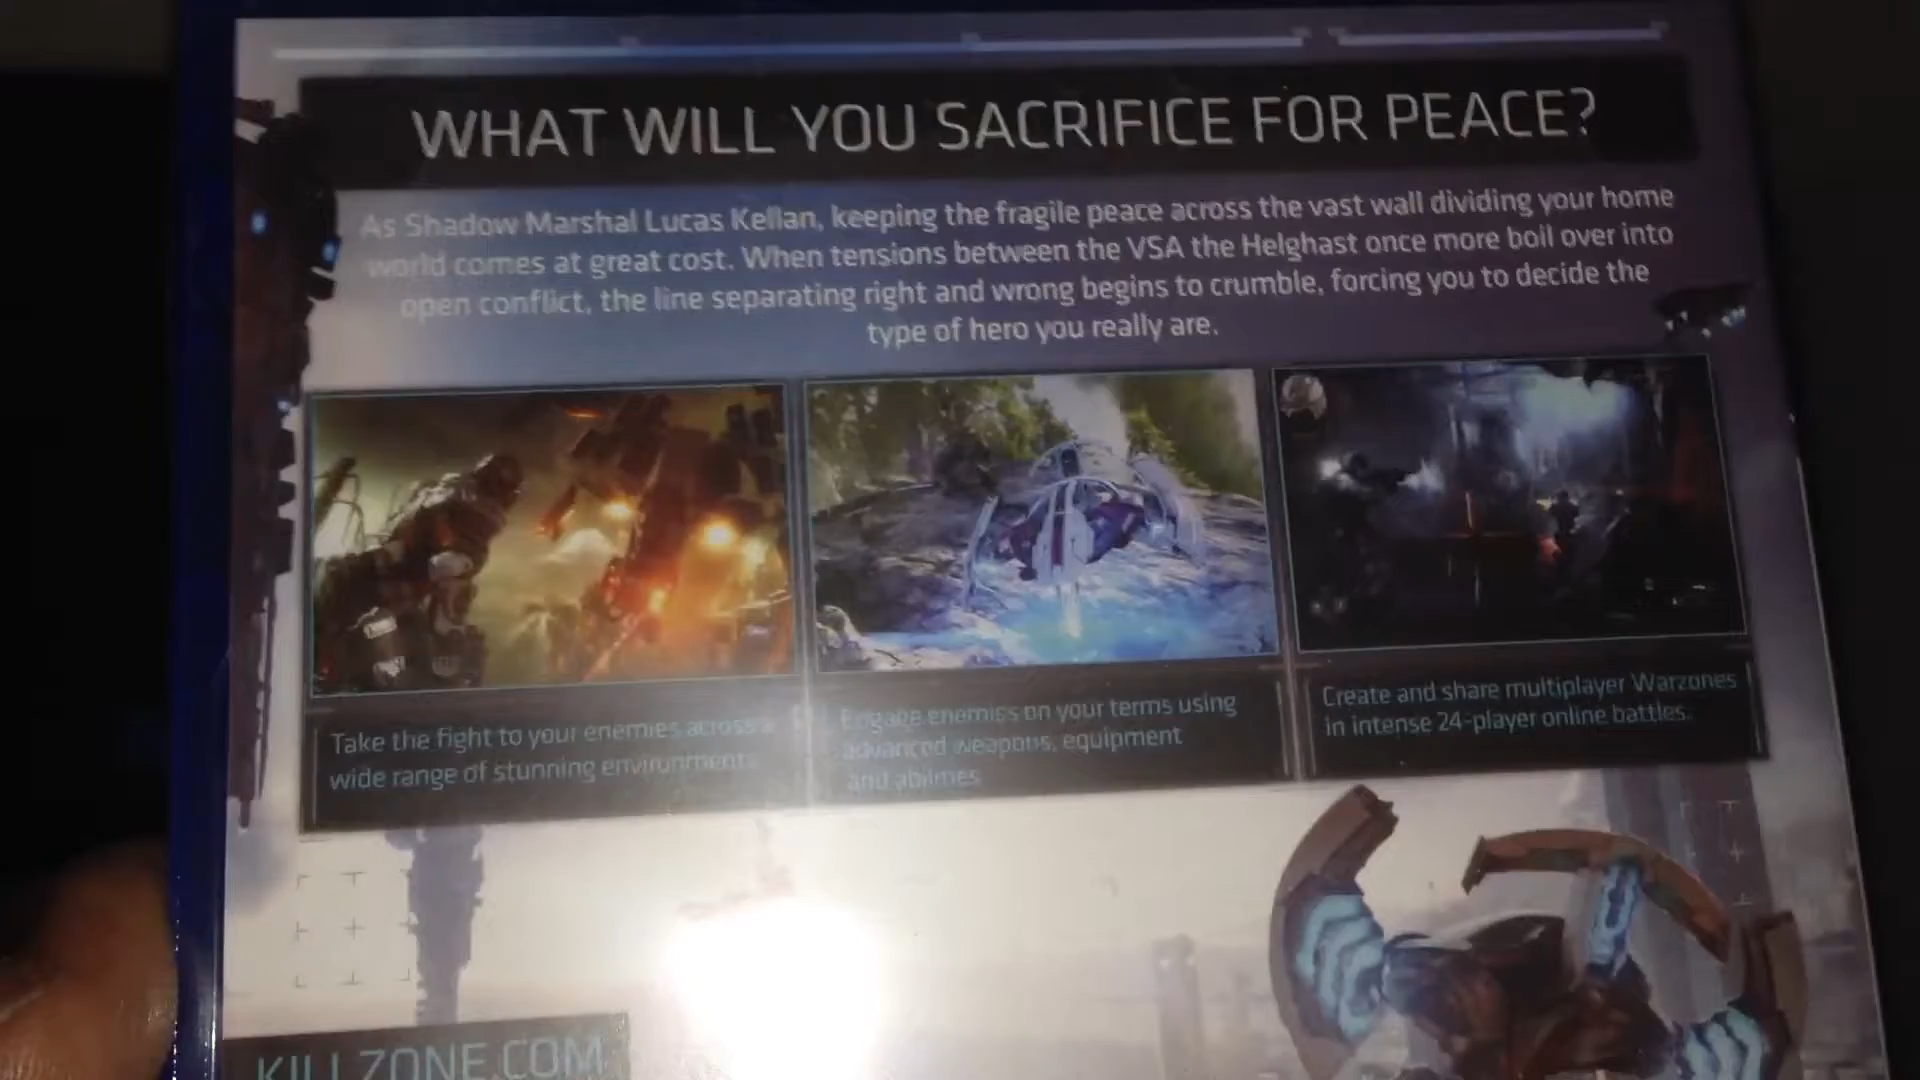 WHAT WILL YOU SACRIFICE FOR PEACE?
As Shadow Marshal Lucas Kellan, keeping the fragile peace across the vast wall dividing your home
world comes at great cost. When tensions between the VSA the Helghast once more boil over into
open conflict, the line separating right and wrong begins to crumble, forcing you to decide the
type of hero you really are.
Take the fight to your enemies across a
wide range of stunning environments.
Engage enemies on your terms using
advanced weapons, equipment
and abilities.
Create and share multiplayer Warzones
in intense 24-player online battles.
KILLZONE.COM